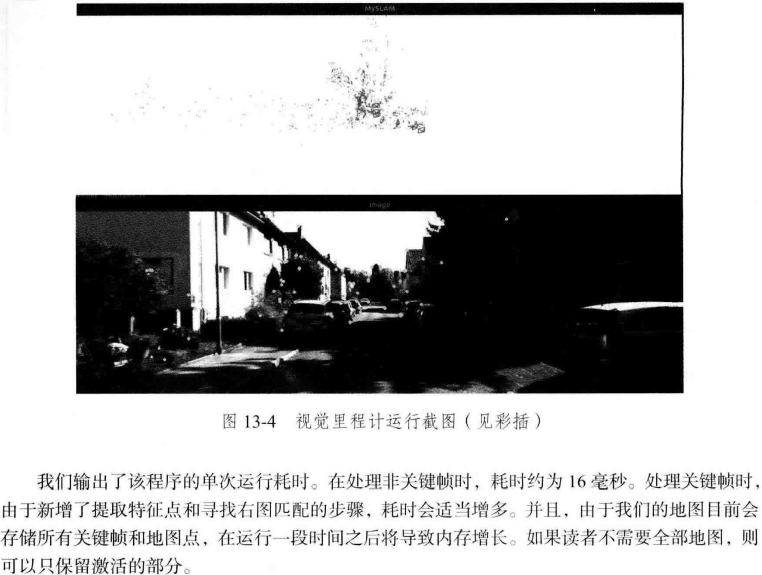 MySLAM
image
图 13-4 视觉里程计运行截图（见彩插）
我们输出了该程序的单次运行耗时。在处理非关键帧时，耗时约为 16 毫秒。处理关键帧时，
由于新增了提取特征点和寻找右图匹配的步骤，耗时会适当增多。并且，由于我们的地图目前会
存储所有关键帧和地图点，在运行一段时间之后将导致内存增长。如果读者不需要全部地图，则
可以只保留激活的部分。